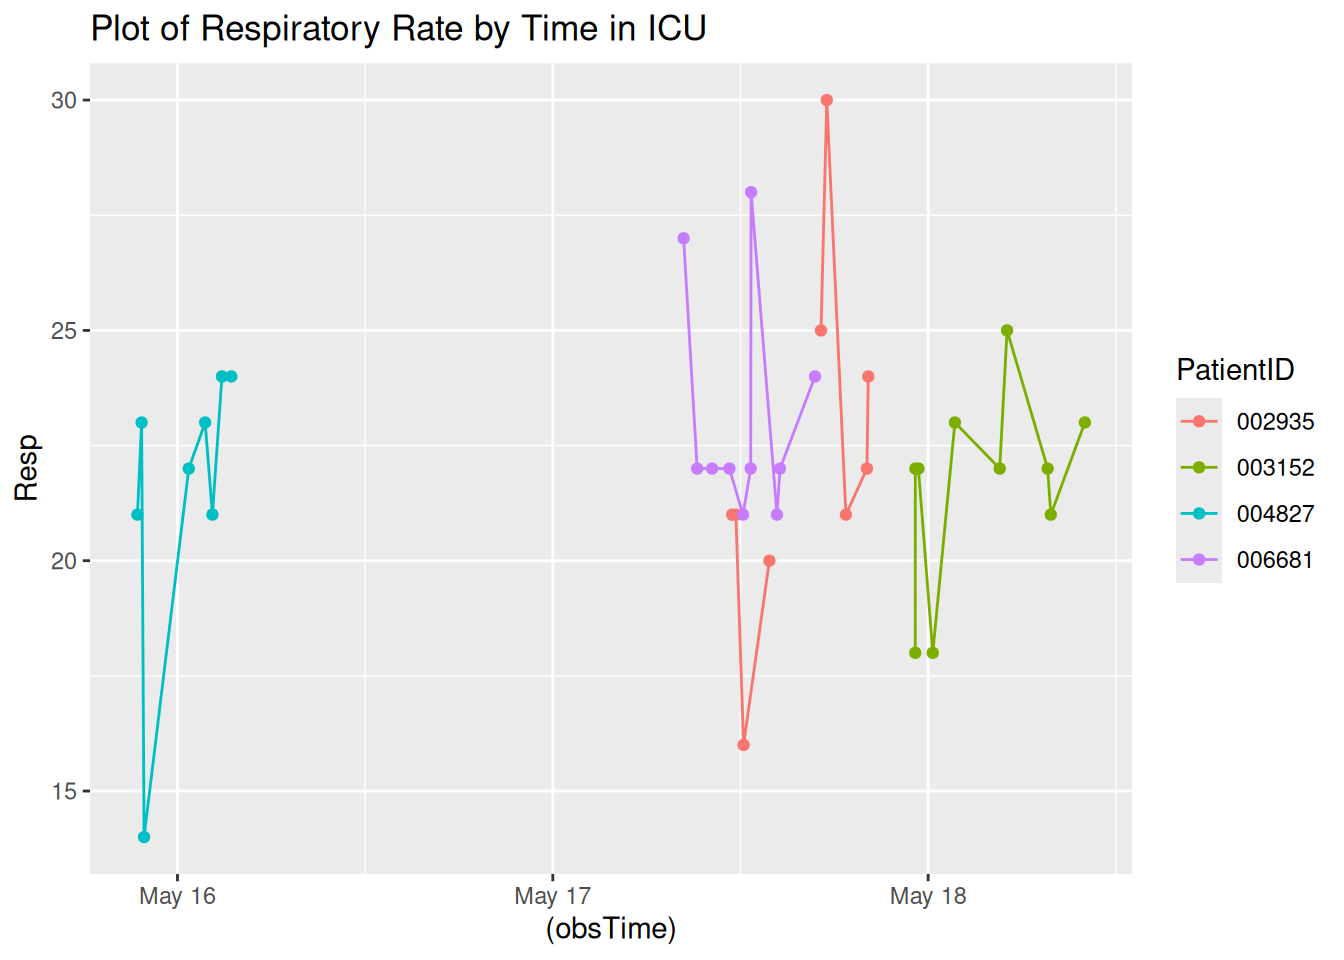 Plot of Respiratory Rate by Time in ICU
30
25
20
15
Resp
May 16
May 17
May 18
(obsTime)
PatientID
002935
003152
004827
006681